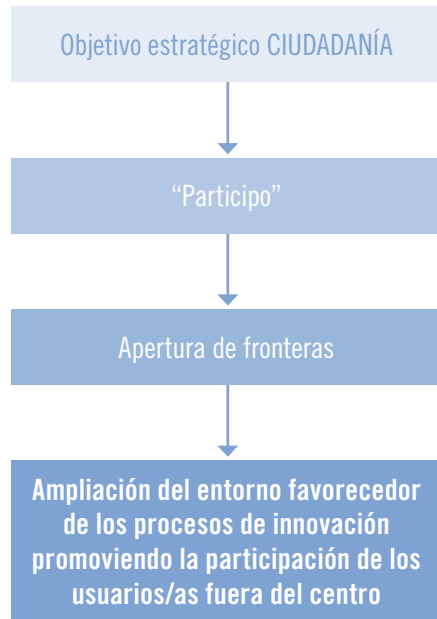 Objetivo estratégico CIUDADANÍA
“Participo”
Apertura de fronteras
Ampliación del entorno favorecedor
de los procesos de innovación
promoviendo la participación de los
usuarios/as fuera del centro